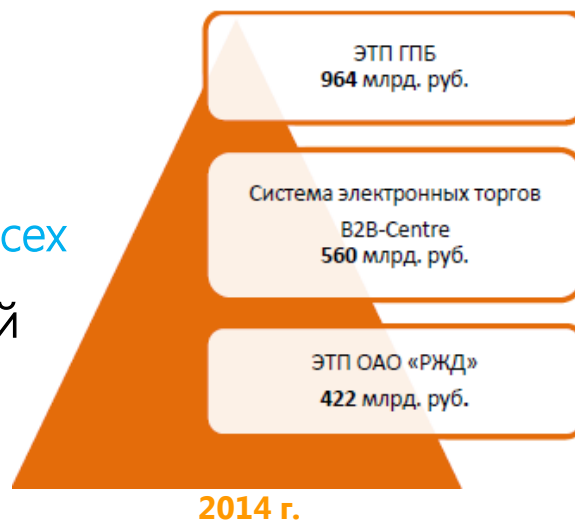 ЭТП ГПБ
964 млрд. руб.
Система электронных торгов
B2B-Centre
560 млрд. руб.
ЭТП ОАО «РЖД»
422 млрд. руб.
2014 г.